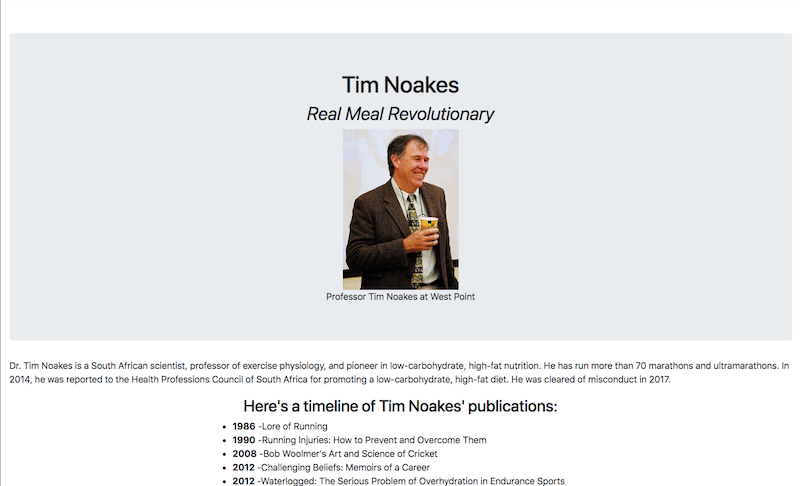 Tim Noakes
Real Meal Revolutionary
Professor Tim Noakes at West Point
Dr. Tim Noakes is a South African scientist, professor of exercise physiology, and pioneer in low-carbohydrate, high-fat nutrition. He has run more than 70 marathons and ultramarathons. In
2014, he was reported to the Health Professions Council of South Africa for promoting a low-carbohydrate, high-fat diet. He was cleared of misconduct in 2017.
Here's a timeline of Tim Noakes' publications:
• 1986 -Lore of Running
• 1990 -Running Injuries: How to Prevent and Overcome Them
• 2008 -Bob Woolmer's Art and Science of Cricket
• 2012 -Challenging Beliefs: Memoirs of a Career
• 2012 -Waterlogged: The Serious Problem of Overhydration in Endurance Sports